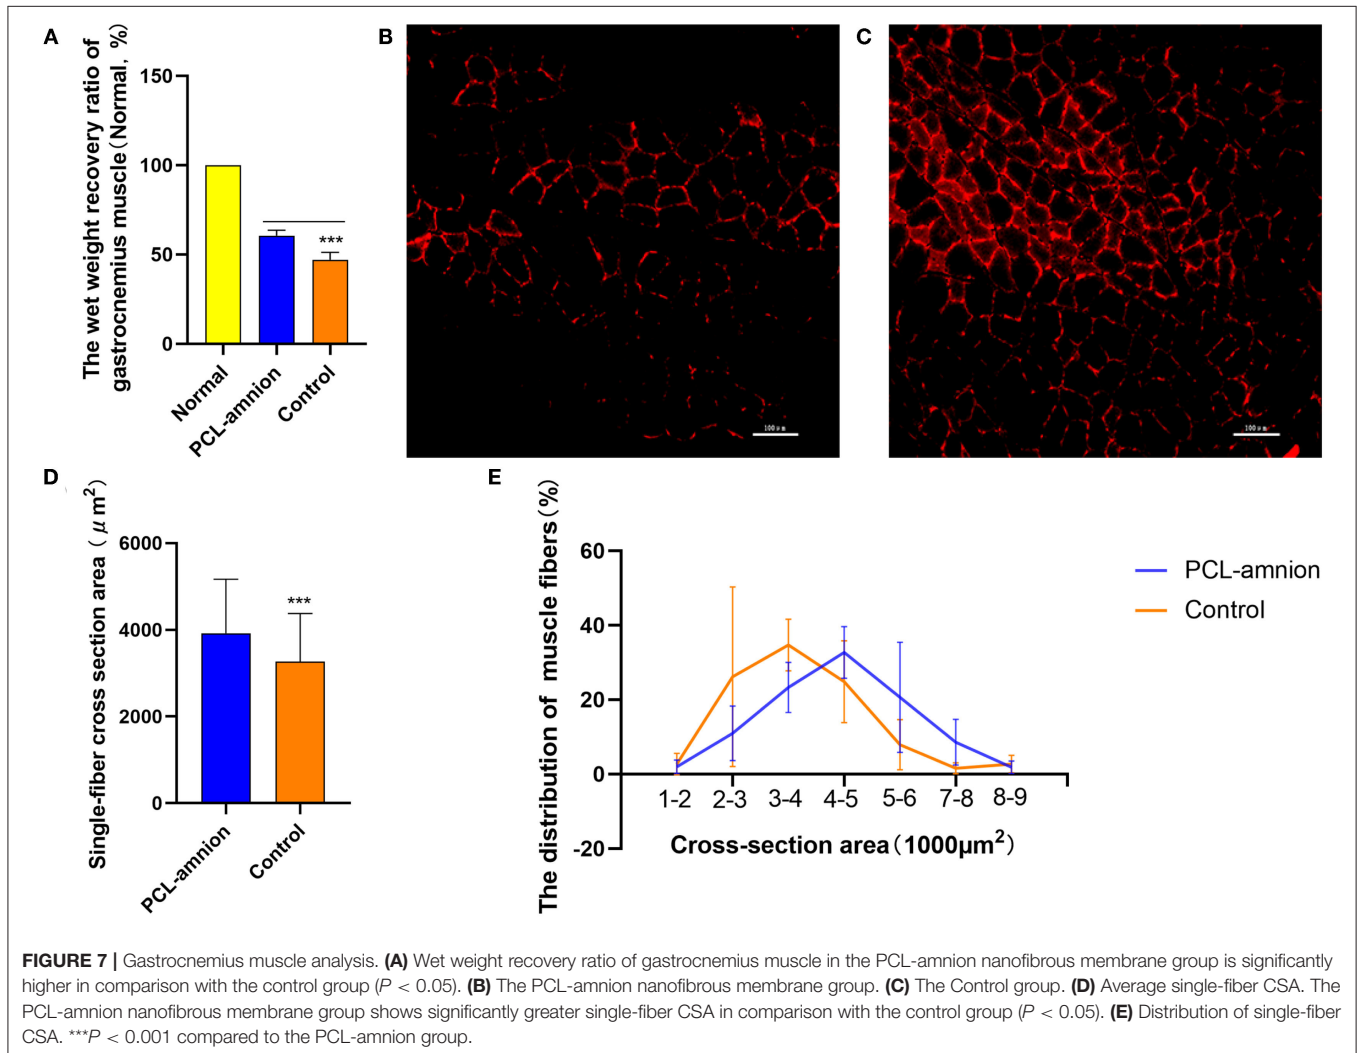 A
The wet weight recovery ratio of
gastrocnemius muscle(Normal, %)
150
100
50
0
***
Normal
PCL-amnion
Control
B
100μm
C
100μm
D
Single-fiber cross section area (μm²)
6000
4000
2000
0
***
PCL-amnion
Control
E
The distribution of muscle fibers(%)
60
40
20
0
-20
1-2 2-3 3-4 4-5 5-6 7-8 8-9
Cross-section area(1000μm²)
PCL-amnion
Control
FIGURE 7 | Gastrocnemius muscle analysis. (A) Wet weight recovery ratio of gastrocnemius muscle in the PCL-amnion nanofibrous membrane group is significantly
higher in comparison with the control group (P < 0.05). (B) The PCL-amnion nanofibrous membrane group. (C) The Control group. (D) Average single-fiber CSA. The
PCL-amnion nanofibrous membrane group shows significantly greater single-fiber CSA in comparison with the control group (P < 0.05). (E) Distribution of single-fiber
CSA. ***P < 0.001 compared to the PCL-amnion group.